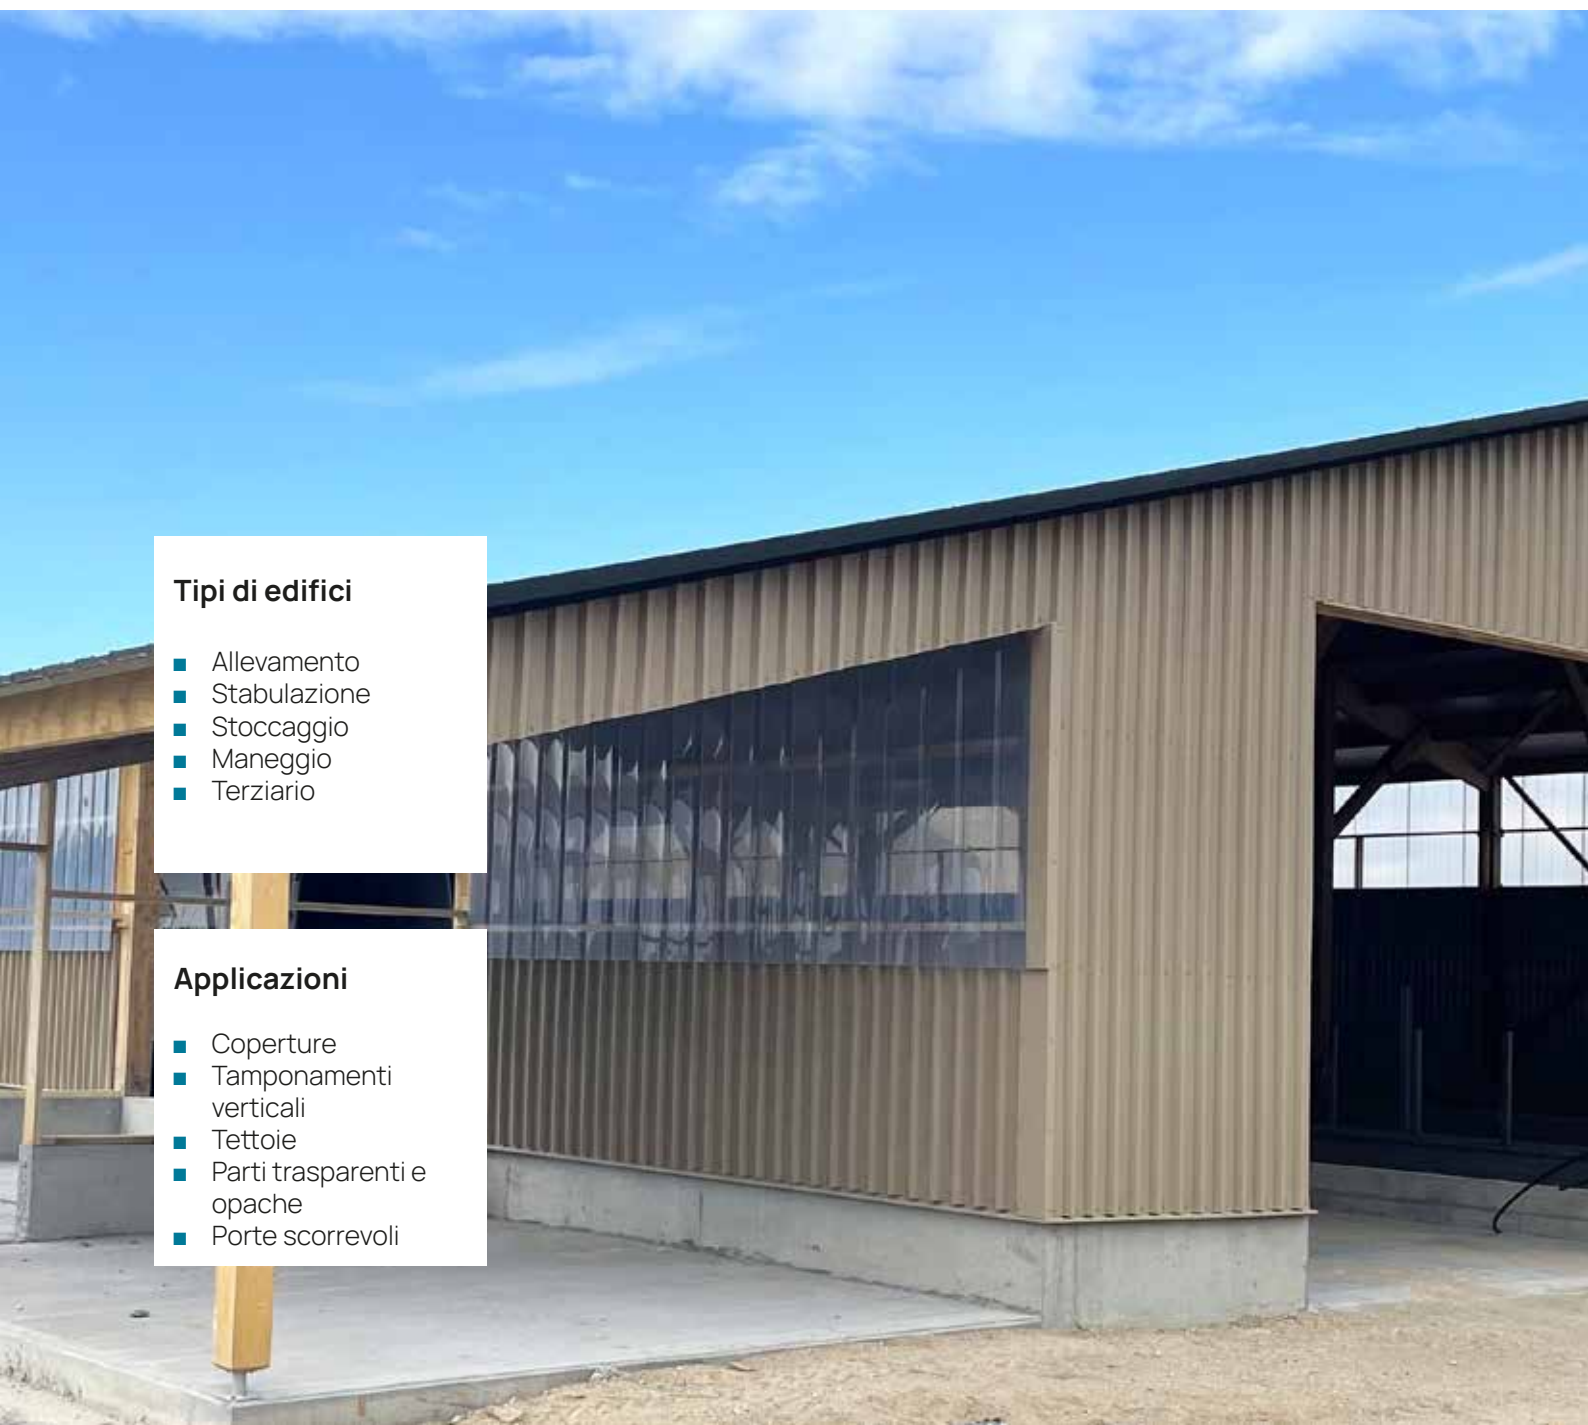 Tipi di edifici
Allevamento
Stabulazione
Stoccaggio
Maneggio
Terziario
Applicazioni
Coperture
Tamponamenti
verticali
Tettoie
Parti trasparenti e
opache
Porte scorrevoli